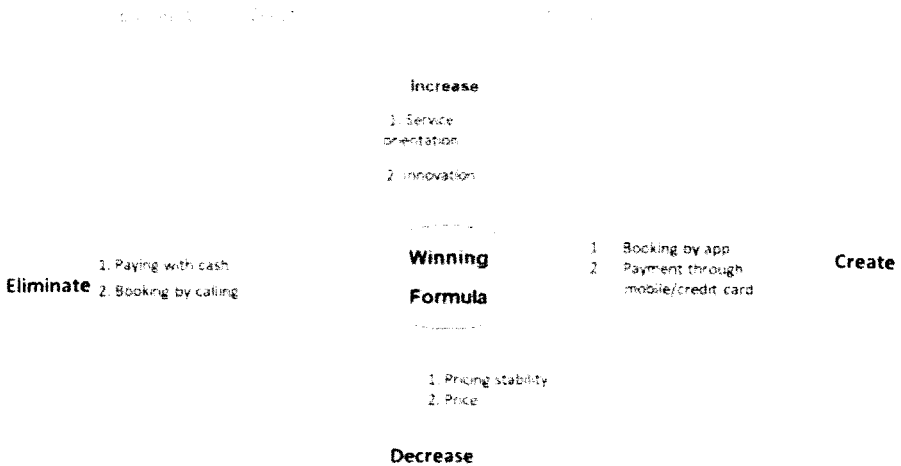 Increase
1. Service
orientation
2 Innovation
Winning
Formula
Eliminate
1. Paying with cash
2. Booking by calling
1 Booking by app
2 Payment through
mobile/credit card
Create
1. Pricing stability
2. Price
Decrease